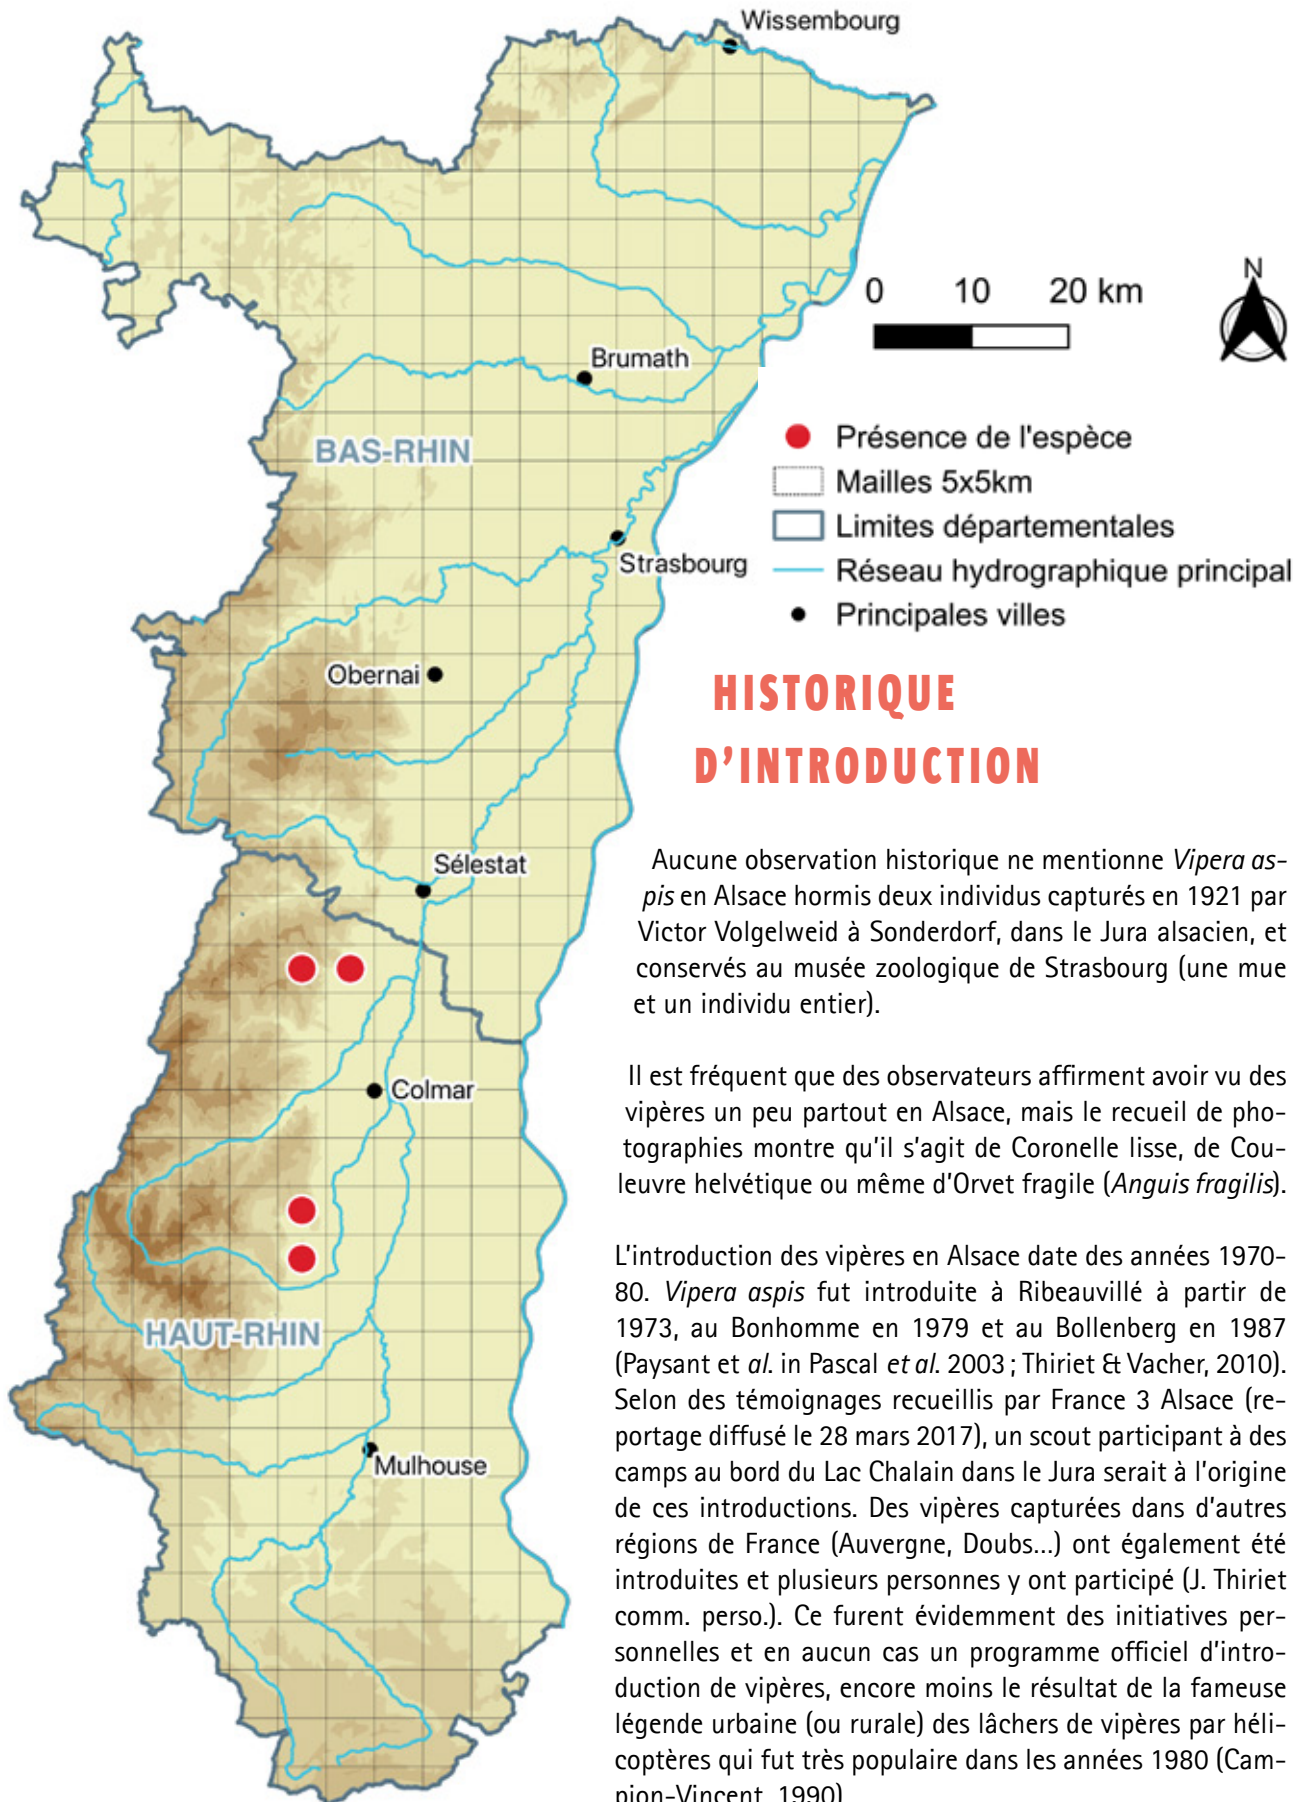 Wissembourg
N
0 10 20 km
Brumath
BAS-RHIN
Présence de l'espèce
Mailles 5x5km
Limites départementales
Réseau hydrographique principal
Principales villes
Strasbourg
Obernai
Sélestat
Colmar
HAUT-RHIN
Mulhouse
HISTORIQUE
D'INTRODUCTION
Aucune observation historique ne mentionne Vipera as-
pis en Alsace hormis deux individus capturés en 1921 par
Victor Volgelweid à Sonderdorf, dans le Jura alsacien, et
conservés au musée zoologique de Strasbourg (une mue
et un individu entier).
Il est fréquent que des observateurs affirment avoir vu des
vipères un peu partout en Alsace, mais le recueil de pho-
tographies montre qu'il s'agit de Coronelle lisse, de Cou-
leuvre helvétique ou même d'Orvet fragile (Anguis fragilis).
L'introduction des vipères en Alsace date des années 1970-
80. Vipera aspis fut introduite à Ribeauvillé à partir de
1973, au Bonhomme en 1979 et au Bollenberg en 1987
(Paysant et al. in Pascal et al. 2003 ; Thiriet & Vacher, 2010).
Selon des témoignages recueillis par France 3 Alsace (re-
portage diffusé le 28 mars 2017), un scout participant à des
camps au bord du Lac Chalain dans le Jura serait à l'origine
de ces introductions. Des vipères capturées dans d'autres
régions de France (Auvergne, Doubs...) ont également été
introduites et plusieurs personnes y ont participé (J. Thiriet
comm. perso.). Ce furent évidemment des initiatives per-
sonnelles et en aucun cas un programme officiel d'intro-
duction de vipères, encore moins le résultat de la fameuse
légende urbaine (ou rurale) des lâchers de vipères par héli-
coptères qui fut très populaire dans les années 1980 (Cam-
pion-Vincent, 1990)